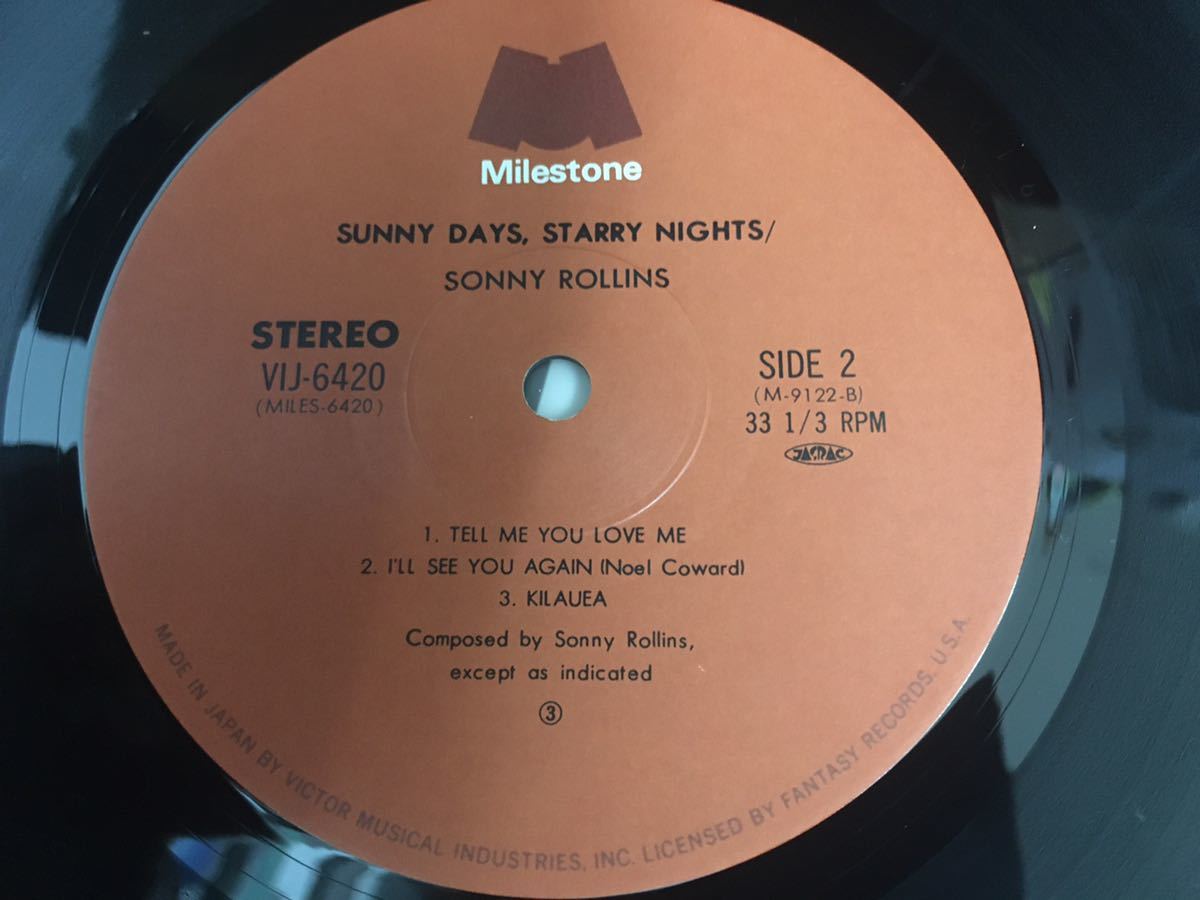 Milestone
SUNNY DAYS, STARRY NIGHTS/
SONNY ROLLINS
STEREO
VIJ-6420
(MILES-6420)
SIDE 2
(M-9122-B)
33 1/3 RPM
JASRAC
1. TELL ME YOU LOVE ME
2. I'LL SEE YOU AGAIN (Noel Coward)
3. KILAUEA
Composed by Sonny Rollins,
except as indicated
③
MADE IN JAPAN BY VICTOR MUSICAL INDUSTRIES, INC. LICENSED BY FANTASY RECORDS. U.S.A.